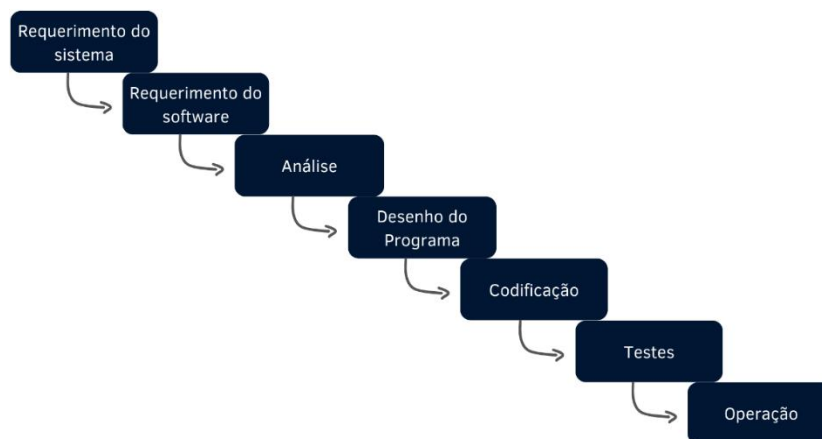 Requerimento do
sistema
Requerimento do
software
Análise
Desenho do
Programa
Codificação
Testes
Operação